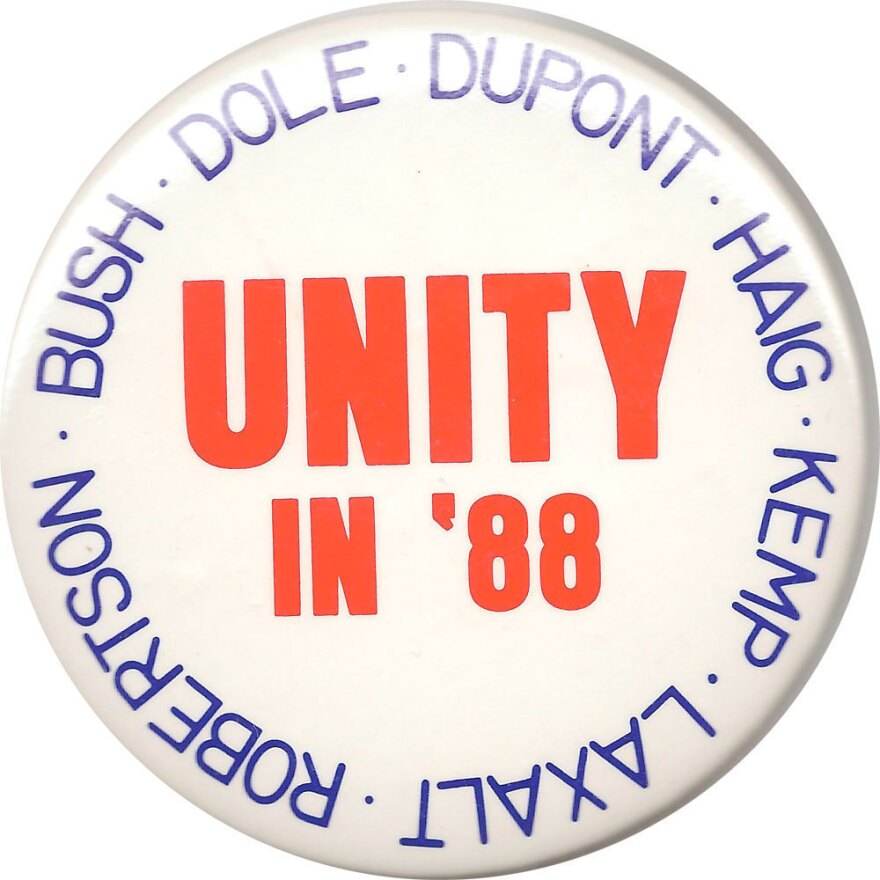 BUSH · DOLE · DUPONT · HAIG · KEMP · LAXALT · ROBERTSON ·
UNITY
IN '88